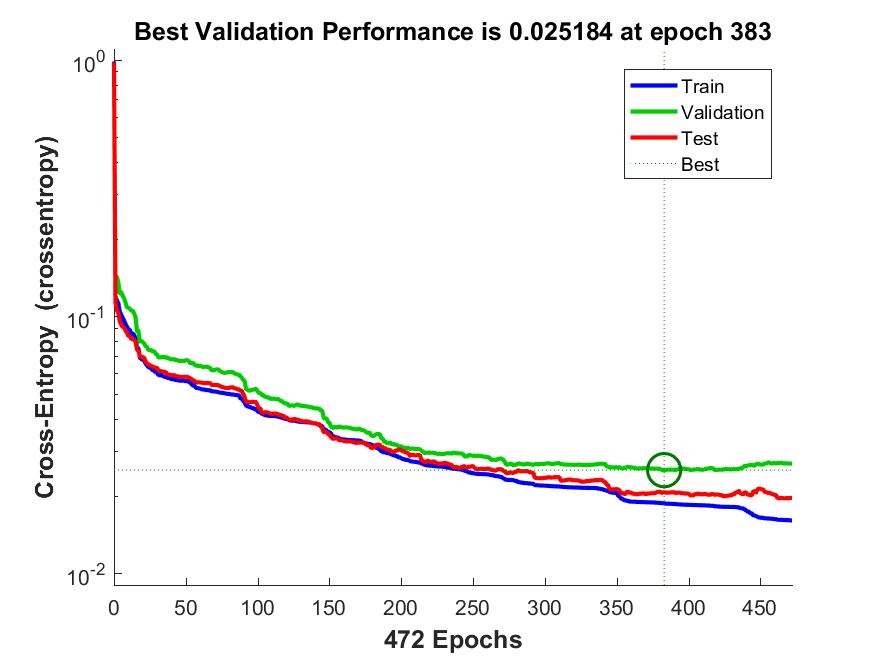 Best Validation Performance is 0.025184 at epoch 383
Cross-Entropy (crossentropy)
10^0
10^-1
10^-2
Train
Validation
Test
Best
0 50 100 150 200 250 300 350 400 450
472 Epochs